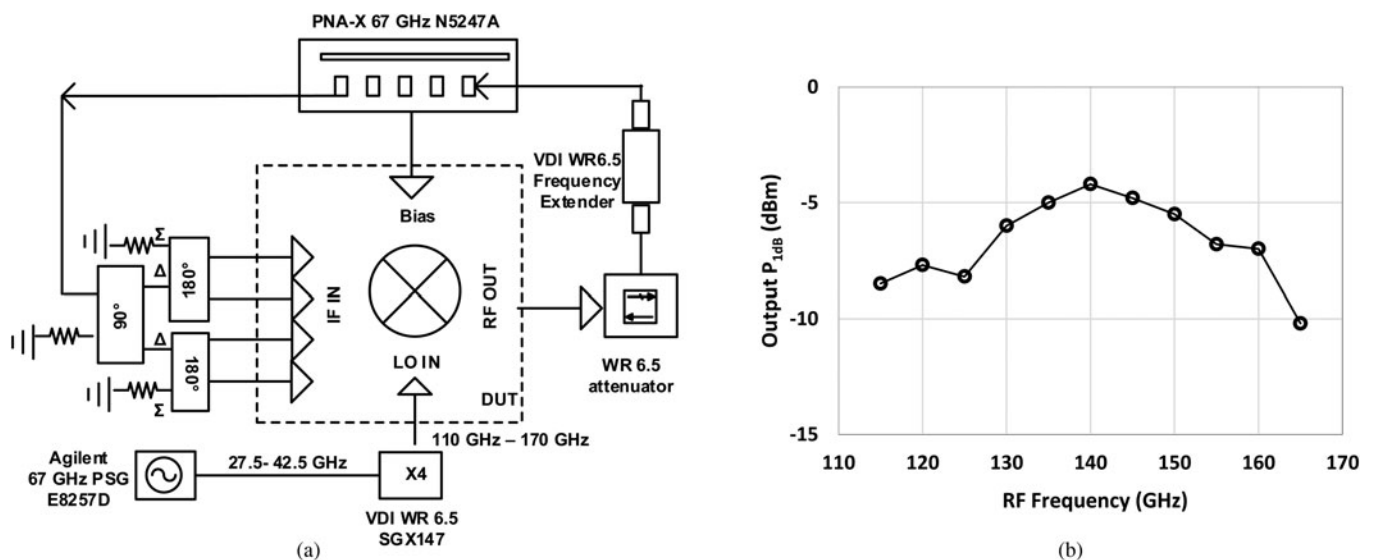 PNA-X 67 GHz N5247A
VDI WR6.5
Frequency
Extender
Bias
Σ
Δ
180°
90°
Δ
180°
Σ
IF IN
RF OUT
LO IN
DUT
WR 6.5
attenuator
110 GHz – 170 GHz
Agilent
67 GHz PSG
E8257D
27.5- 42.5 GHz
X4
VDI WR 6.5
SGX147
(a)
Output P1dB (dBm)
0
-5
-10
-15
110
120
130
140
150
160
170
RF Frequency (GHz)
(b)